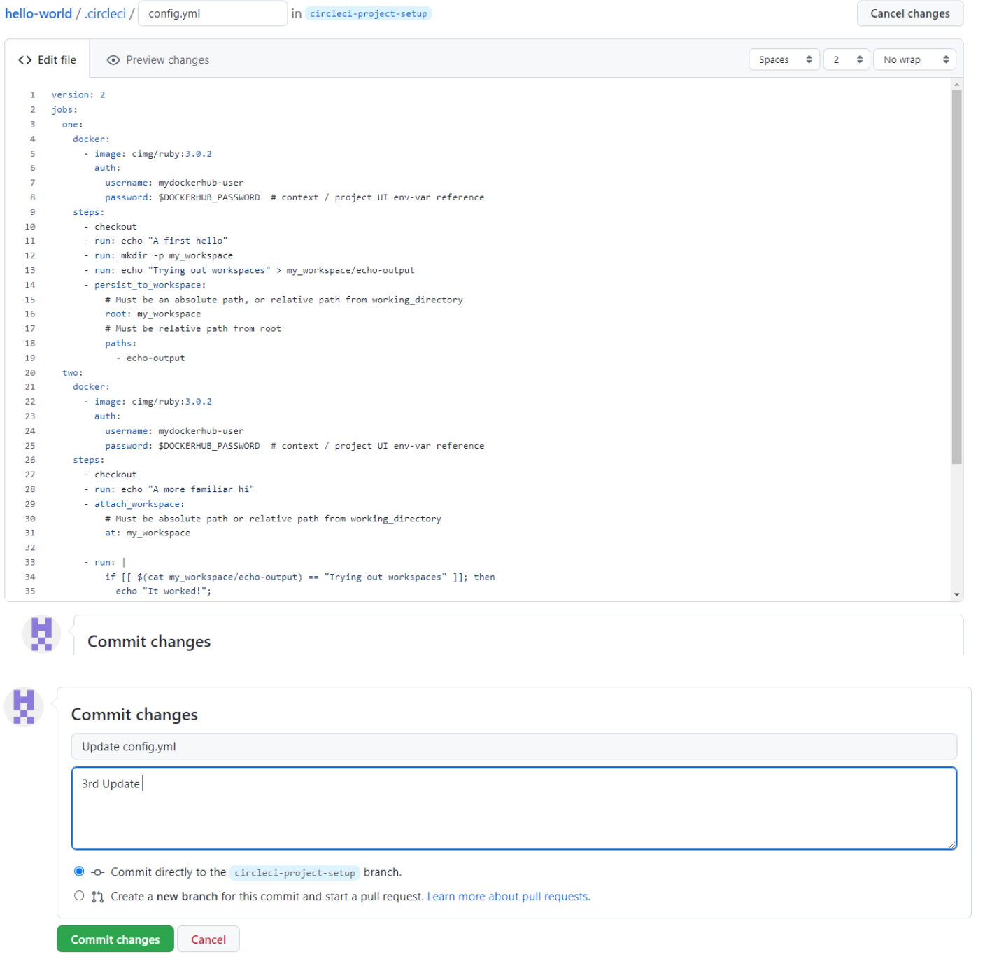 hello-world / .circleci / config.yml in circleci-project-setup Cancel changes
<> Edit file Preview changes Spaces 2 No wrap
1 version: 2
2 jobs:
3   one:
4     docker:
5       - image: cimg/ruby:3.0.2
6         auth:
7           username: mydockerhub-user
8           password: $DOCKERHUB_PASSWORD  # context / project UI env-var reference
9     steps:
10       - checkout
11       - run: echo "A first hello"
12       - run: mkdir -p my_workspace
13       - run: echo "Trying out workspaces" > my_workspace/echo-output
14       - persist_to_workspace:
15           # Must be an absolute path, or relative path from working_directory
16           root: my_workspace
17           # Must be relative path from root
18           paths:
19             - echo-output
20   two:
21     docker:
22       - image: cimg/ruby:3.0.2
23         auth:
24           username: mydockerhub-user
25           password: $DOCKERHUB_PASSWORD  # context / project UI env-var reference
26     steps:
27       - checkout
28       - run: echo "A more familiar hi"
29       - attach_workspace:
30           # Must be absolute path or relative path from working_directory
31           at: my_workspace
32
33       - run: |
34           if [[ $(cat my_workspace/echo-output) == "Trying out workspaces" ]]; then
35             echo "It worked!";
Commit changes
Commit changes
Update config.yml
3rd Update
Commit directly to the circleci-project-setup branch.
Create a new branch for this commit and start a pull request. Learn more about pull requests.
Commit changes Cancel